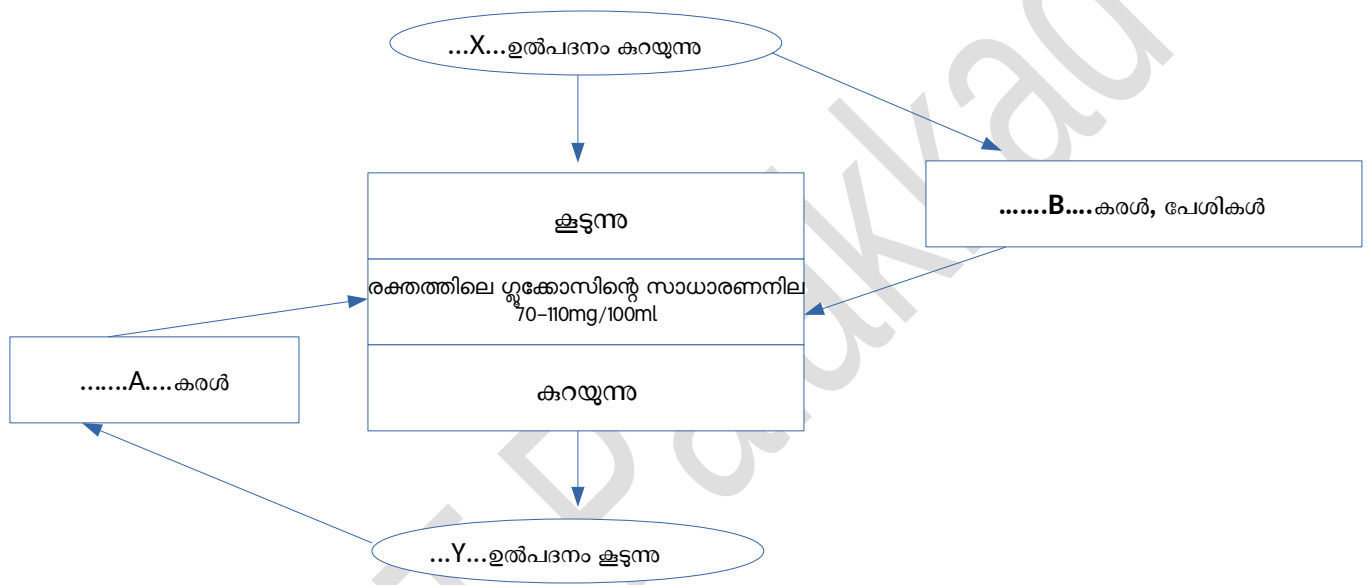 ...X...ഉൽപദനം കുറയുന്നു
കൂടുന്നു
.......B....കരൾ, പേശികൾ
രക്തത്തിലെ ഗ്ലൂക്കോസിന്റെ സാധാരണനില
70-110mg/100ml
.......A....കരൾ
കുറയുന്നു
...Y...ഉൽപദനം കൂടുന്നു